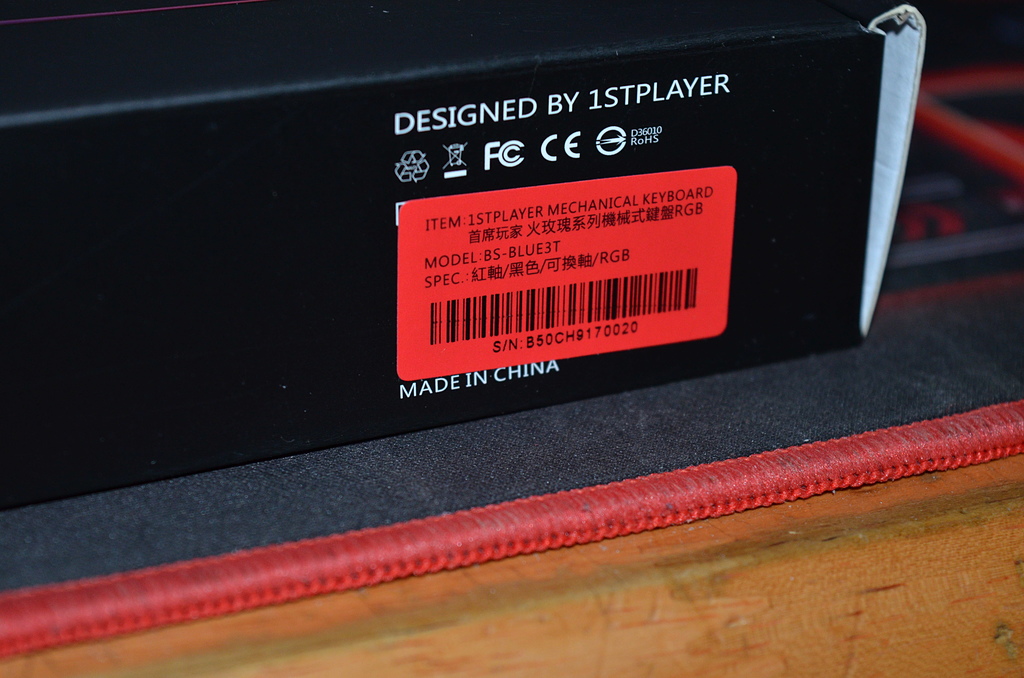 DESIGNED BY 1STPLAYER
FC CE D36010
RoHS
ITEM:1STPLAYER MECHANICAL KEYBOARD
首席玩家 火玫瑰系列機械式鍵盤RGB
MODEL:BS-BLUE3T
SPEC.:紅軸/黑色/可換軸/RGB
S/N:B50CH9170020
MADE IN CHINA